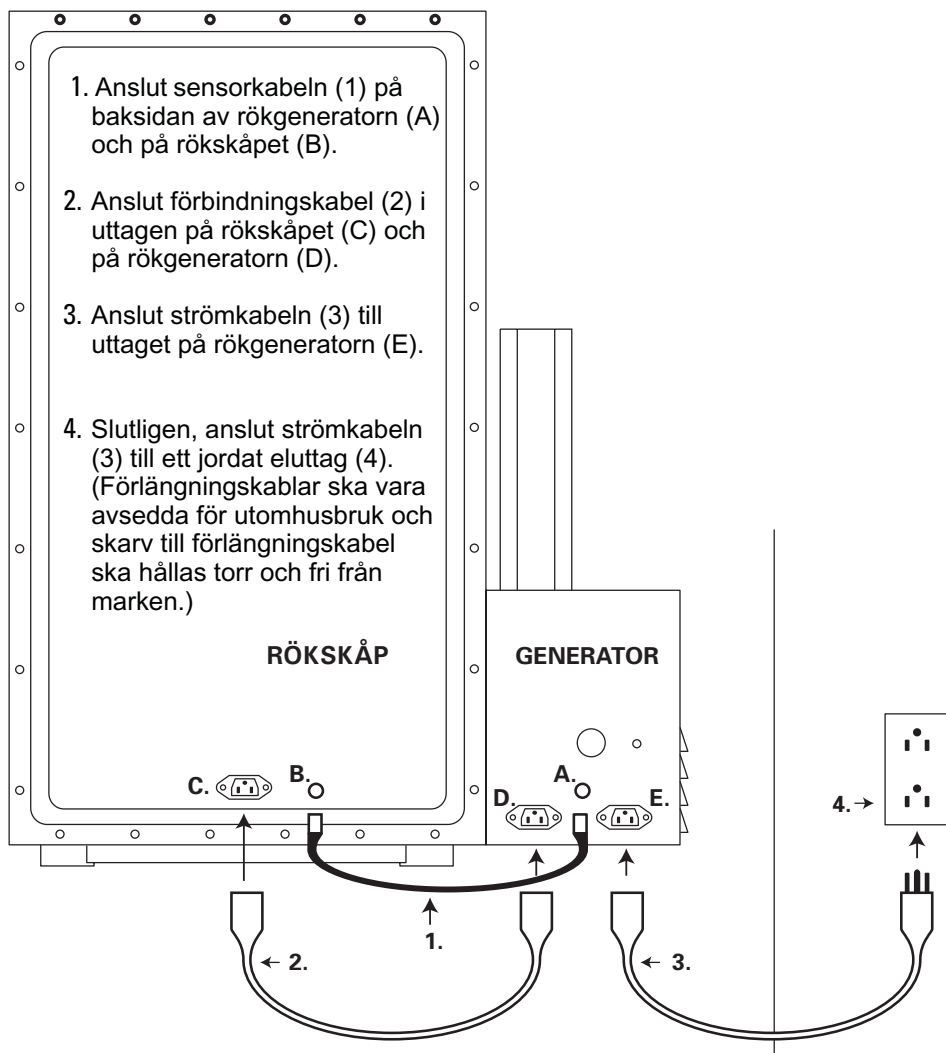 1. Anslut sensorkabeln (1) på
baksidan av rökgeneratorn (A)
och på rökskåpet (B).
2. Anslut förbindningskabel (2) i
uttagen på rökskåpet (C) och
på rökgeneratorn (D).
3. Anslut strömkabeln (3) till
uttaget på rökgeneratorn (E).
4. Slutligen, anslut strömkabeln
(3) till ett jordat eluttag (4).
(Förlängningskablar ska vara
avsedda för utomhusbruk och
skarv till förlängningskabel
ska hållas torr och fri från
marken.)
RÖKSKÅP
GENERATOR
C.
B.
A.
D.
E.
4.
1.
2.
3.